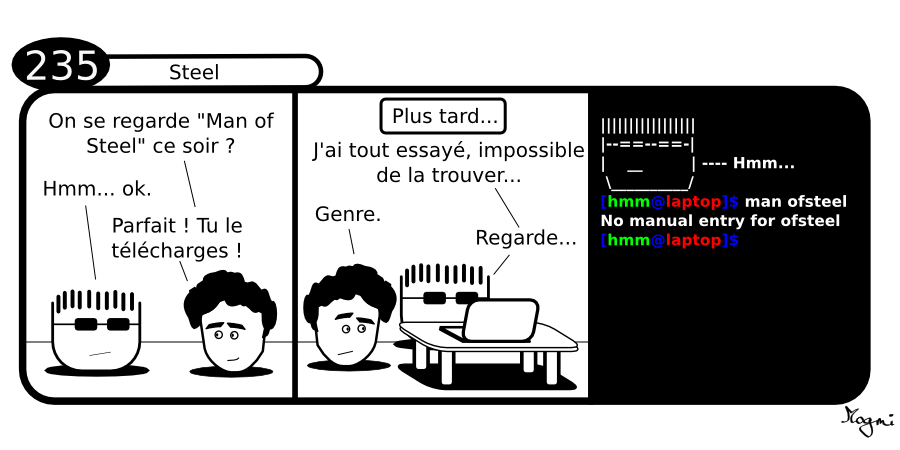 235
Steel
On se regarde "Man of
Steel" ce soir ?
Hmm... ok.
Parfait ! Tu le
télécharges !
Plus tard...
J'ai tout essayé, impossible
de la trouver...
Genre.
Regarde...
---- Hmm...
[hmm@laptop]$ man ofsteel
No manual entry for ofsteel
[hmm@laptop]$
Mogmi